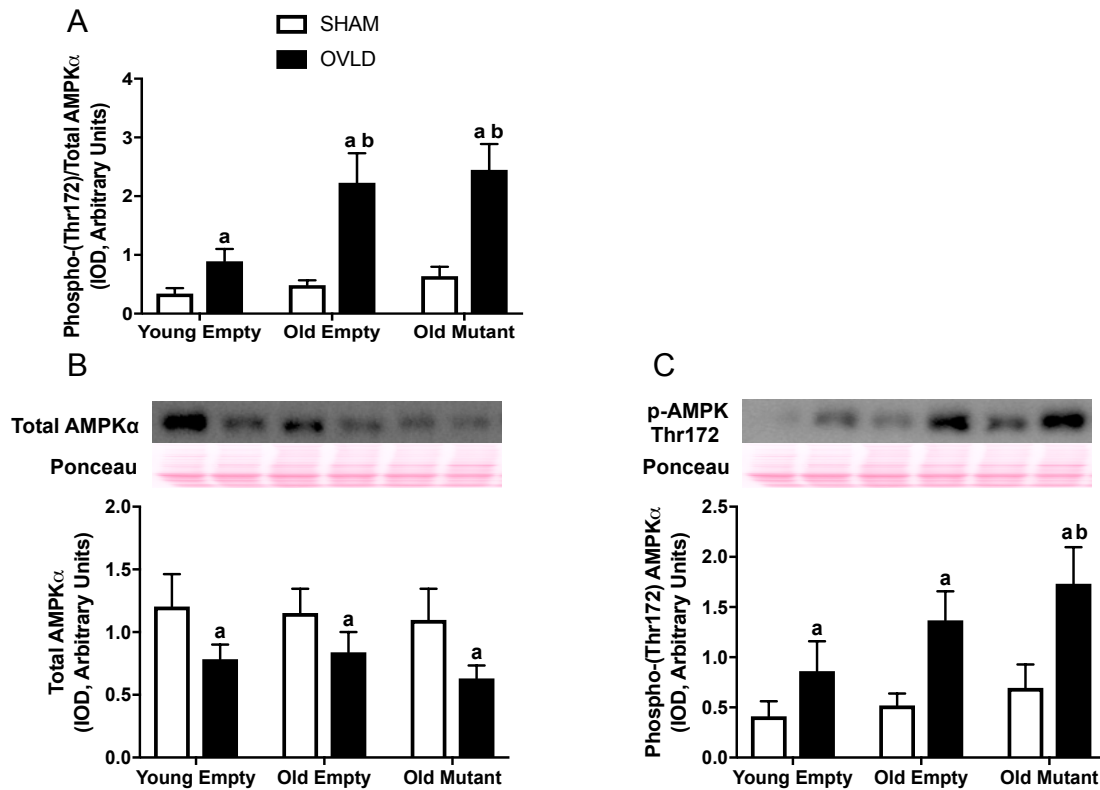 A
SHAM
OVLD
Phospho-(Thr172)/Total AMPKα
(IOD, Arbitrary Units)
4
3
2
1
0
a
a b
a b
Young Empty
Old Empty
Old Mutant
B
Total AMPKα
Ponceau
Total AMPKα
(IOD, Arbitrary Units)
2.0
1.5
1.0
0.5
0.0
a
a
a
Young Empty
Old Empty
Old Mutant
C
p-AMPK
Thr172
Ponceau
Phospho-(Thr172) AMPKα
(IOD, Arbitrary Units)
2.5
2.0
1.5
1.0
0.5
0.0
a
a
ab
Young Empty
Old Empty
Old Mutant